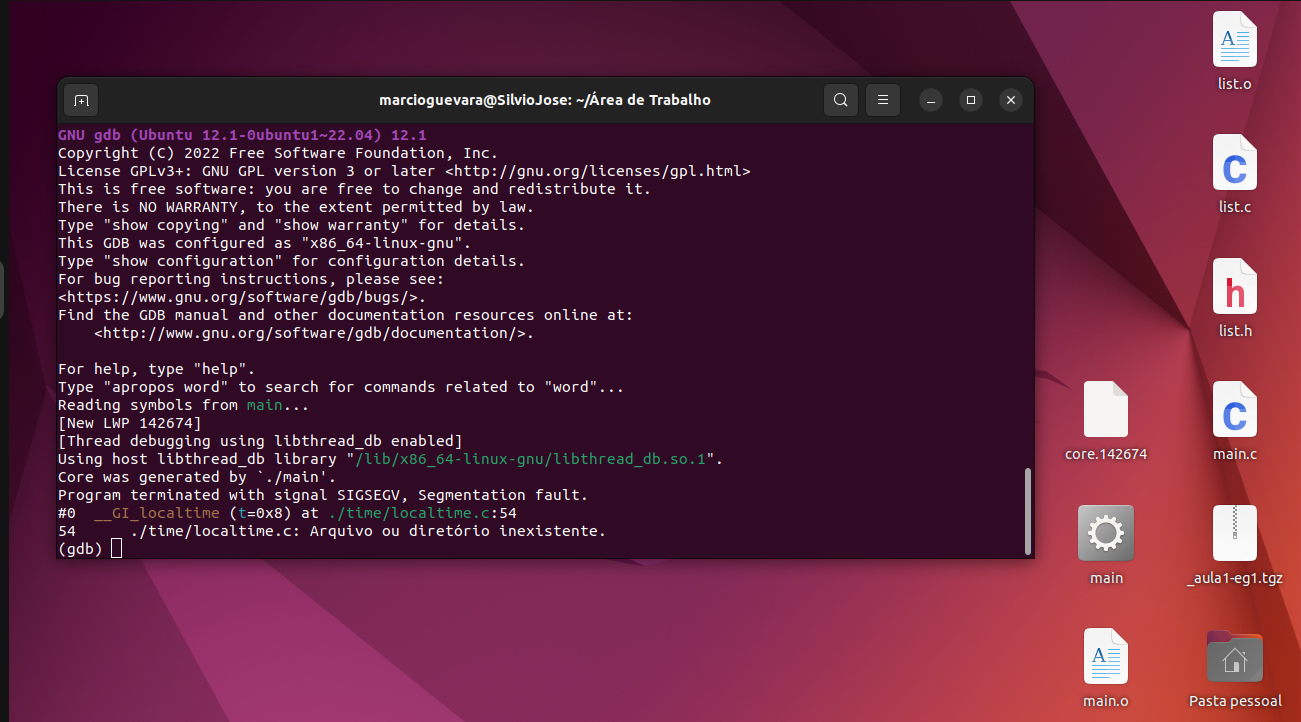 marcioguevara@SilvioJose: ~/Área de Trabalho
GNU gdb (Ubuntu 12.1-0ubuntu1~22.04) 12.1
Copyright (C) 2022 Free Software Foundation, Inc.
License GPLv3+: GNU GPL version 3 or later <http://gnu.org/licenses/gpl.html>
This is free software: you are free to change and redistribute it.
There is NO WARRANTY, to the extent permitted by law.
Type "show copying" and "show warranty" for details.
This GDB was configured as "x86_64-linux-gnu".
Type "show configuration" for configuration details.
For bug reporting instructions, please see:
<https://www.gnu.org/software/gdb/bugs/>.
Find the GDB manual and other documentation resources online at:
    <http://www.gnu.org/software/gdb/documentation/>.
For help, type "help".
Type "apropos word" to search for commands related to "word"...
Reading symbols from main...
[New LWP 142674]
[Thread debugging using libthread_db enabled]
Using host libthread_db library "/lib/x86_64-linux-gnu/libthread_db.so.1".
Core was generated by `./main'.
Program terminated with signal SIGSEGV, Segmentation fault.
#0  __GI_localtime (t=0x8) at ./time/localtime.c:54
54      ./time/localtime.c: Arquivo ou diretório inexistente.
(gdb)
A
list.o
C
list.c
h
list.h
core.142674
C
main.c
main
_aula1-eg1.tgz
A
main.o
Pasta pessoal